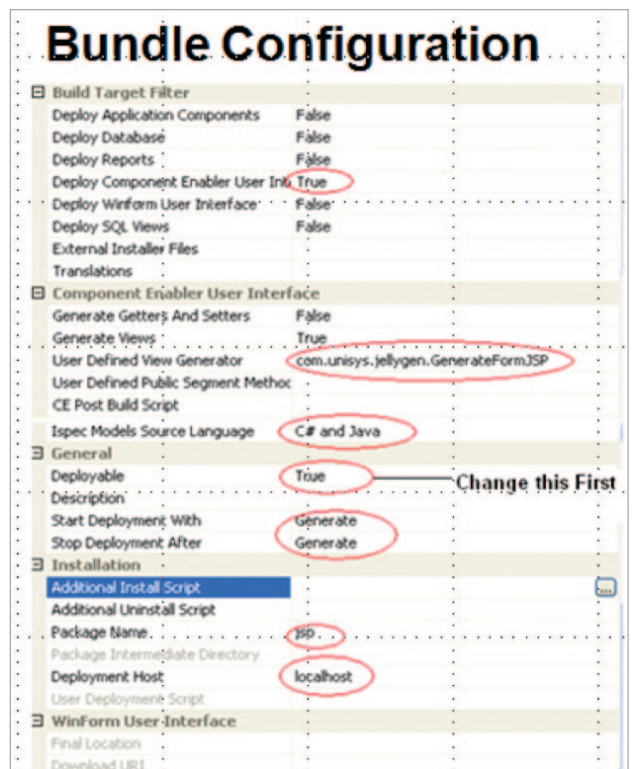 Bundle Configuration
Build Target Filter
Deploy Application Components False
Deploy Database False
Deploy Reports False
Deploy Component Enabler User Int True
Deploy Winform User Interface False
Deploy SQL Views False
External Installer Files
Translations
Component Enabler User Interface
Generate Getters And Setters False
Generate Views True
User Defined View Generator com.unisys.jellygen.GenerateFormJSP
User Defined Public Segment Methoc
CE Post Build Script
Ispec Models Source Language C# and Java
General
Deployable True Change this First
Description
Start Deployment With Generate
Stop Deployment After Generate
Installation
Additional Install Script ...
Additional Uninstall Script
Package Name jsp
Package Intermediate Directory
Deployment Host localhost
User Deployment Script
WinForm User Interface
Final Location
Download URI